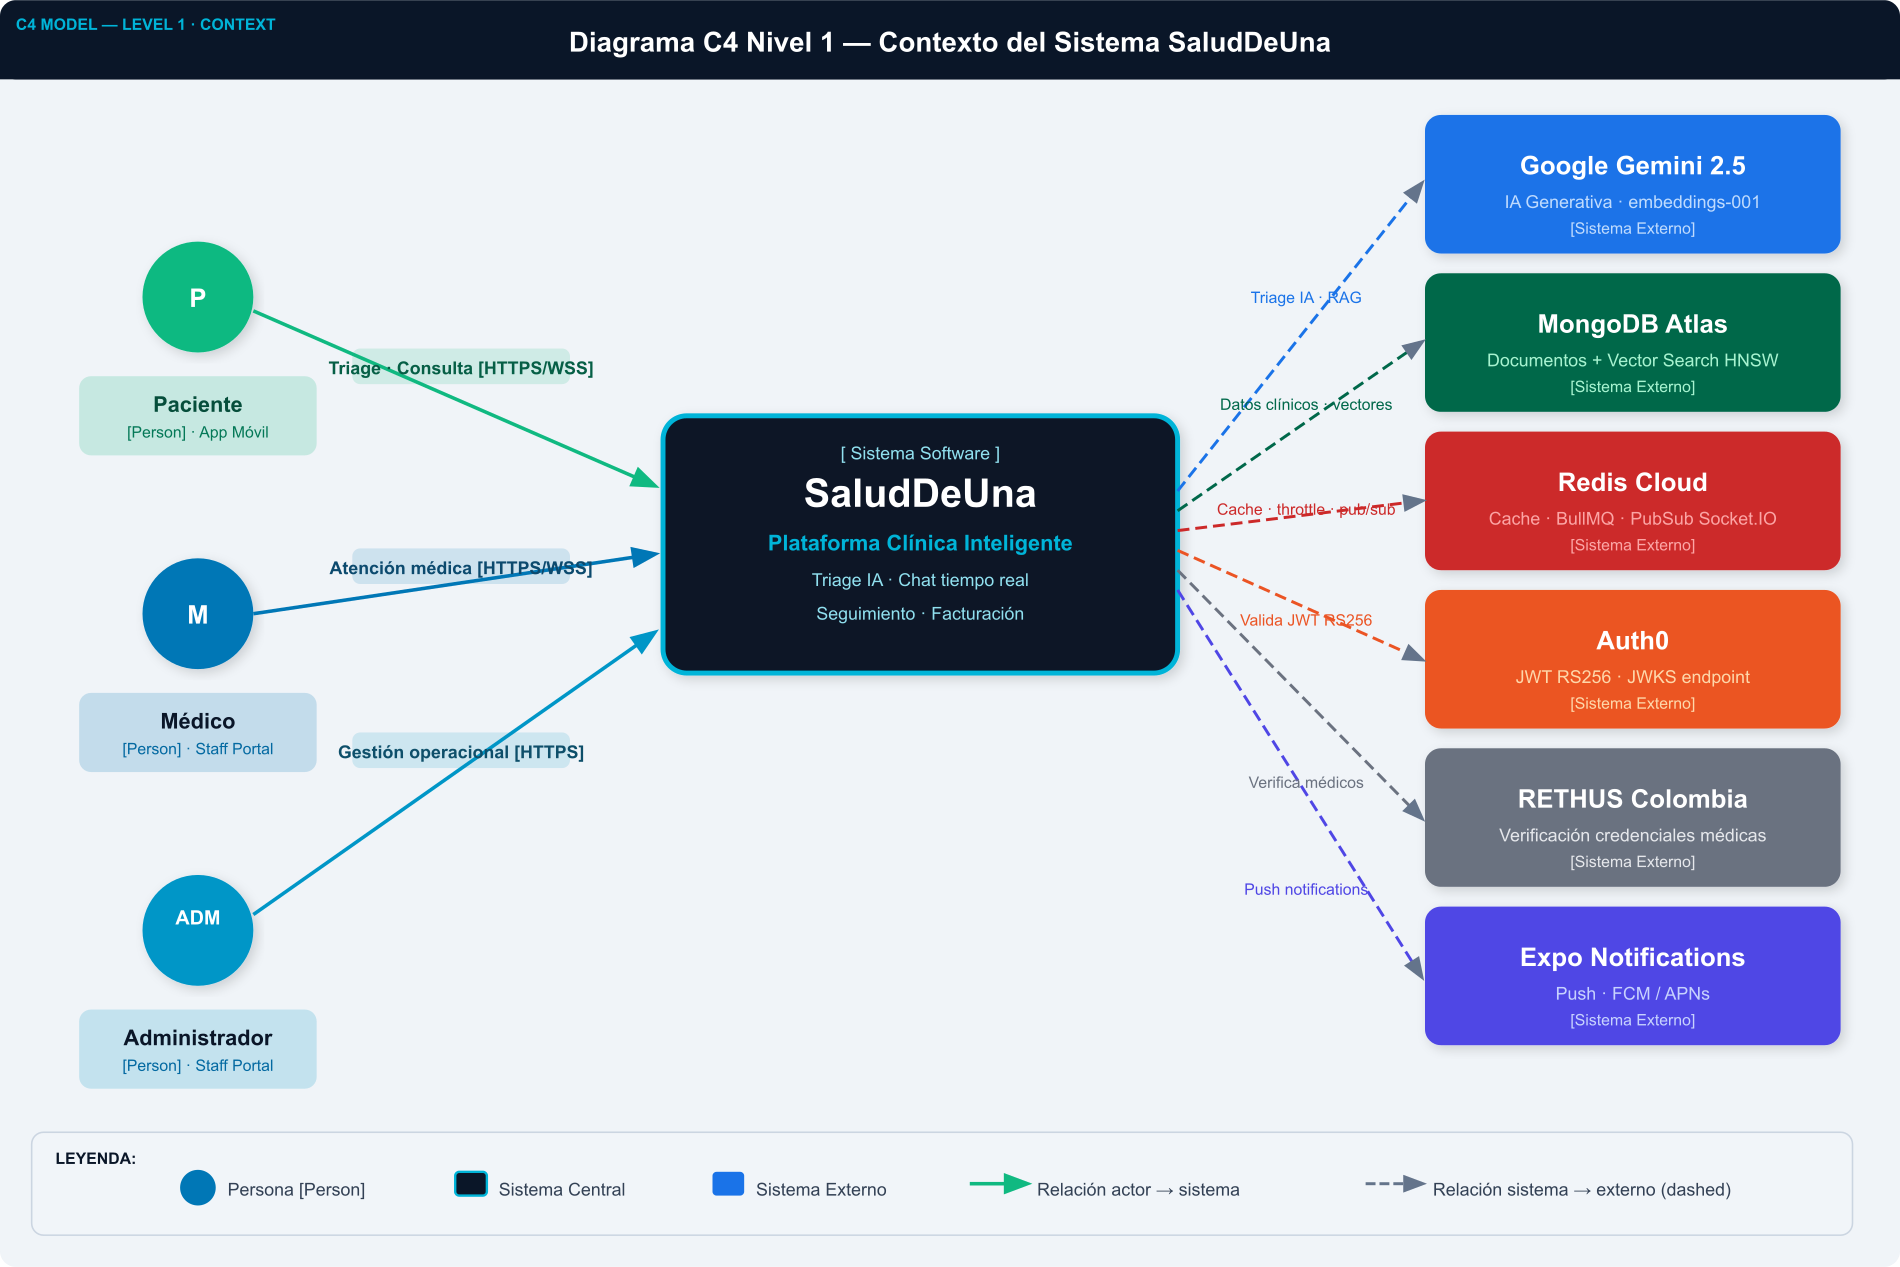 C4 MODEL — LEVEL 1 · CONTEXT
Diagrama C4 Nivel 1 — Contexto del Sistema SaludDeUna
P
Paciente
[Person] · App Móvil
M
Médico
[Person] · Staff Portal
ADM
Administrador
[Person] · Staff Portal
Triage · Consulta [HTTPS/WSS]
Atención médica [HTTPS/WSS]
Gestión operacional [HTTPS]
[ Sistema Software ]
SaludDeUna
Plataforma Clínica Inteligente
Triage IA · Chat tiempo real
Seguimiento · Facturación
Triage IA · RAG
Datos clínicos · vectores
Cache · throttle · pub/sub
Valida JWT RS256
Verifica médicos
Push notifications
Google Gemini 2.5
IA Generativa · embeddings-001
[Sistema Externo]
MongoDB Atlas
Documentos + Vector Search HNSW
[Sistema Externo]
Redis Cloud
Cache · BullMQ · PubSub Socket.IO
[Sistema Externo]
Auth0
JWT RS256 · JWKS endpoint
[Sistema Externo]
RETHUS Colombia
Verificación credenciales médicas
[Sistema Externo]
Expo Notifications
Push · FCM / APNs
[Sistema Externo]
LEYENDA:
Persona [Person]
Sistema Central
Sistema Externo
Relación actor → sistema
Relación sistema → externo (dashed)